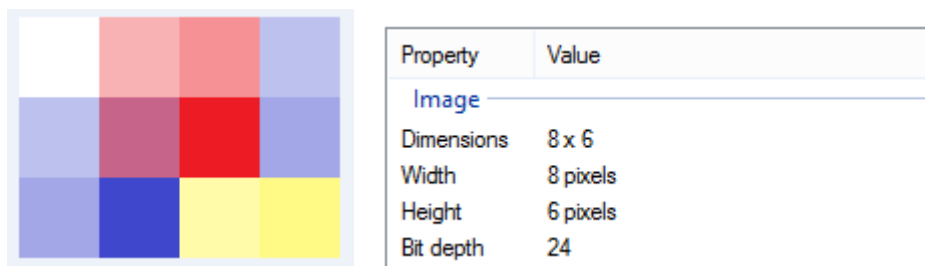 Property Value
Image
Dimensions 8 x 6
Width 8 pixels
Height 6 pixels
Bit depth 24